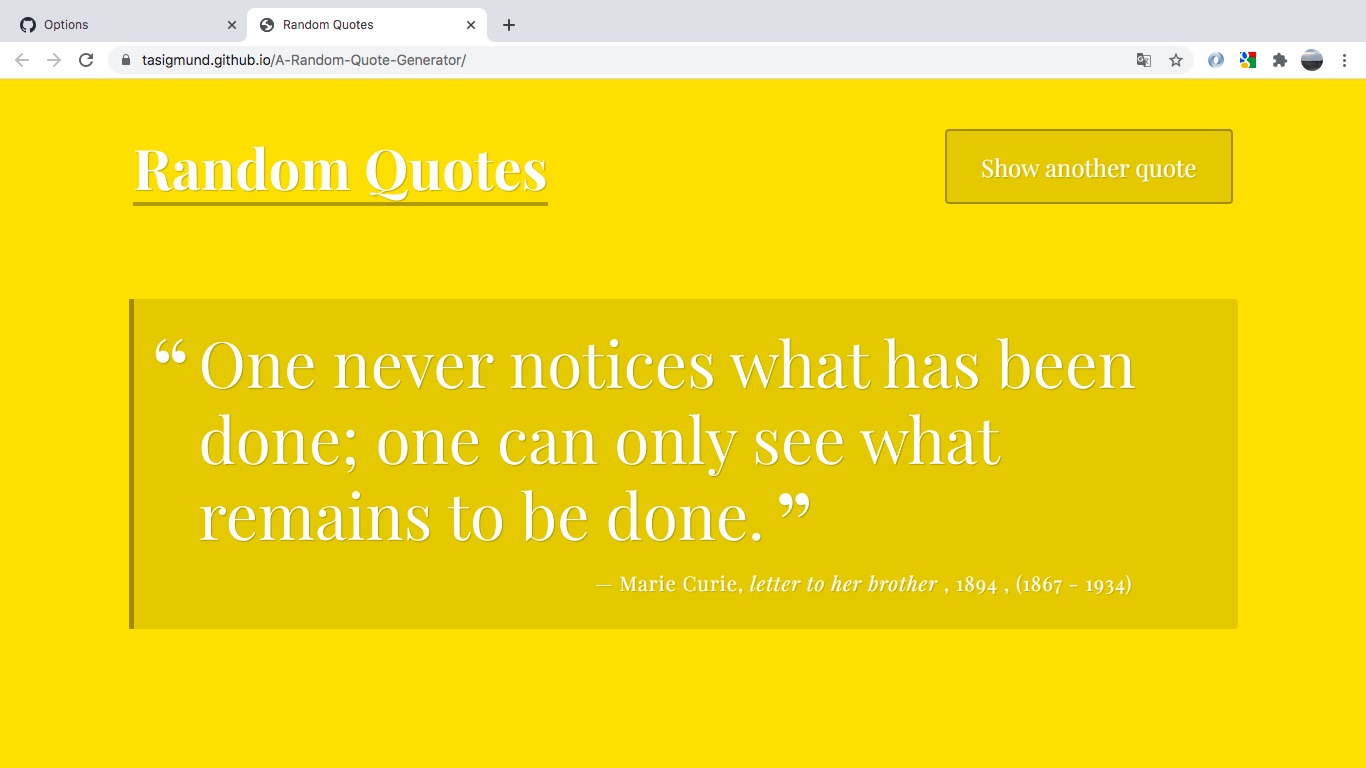 Options
Random Quotes
tasigmund.github.io/A-Random-Quote-Generator/
Random Quotes
Show another quote
“ One never notices what has been
done; one can only see what
remains to be done. ”
— Marie Curie, letter to her brother , 1894 , (1867 - 1934)